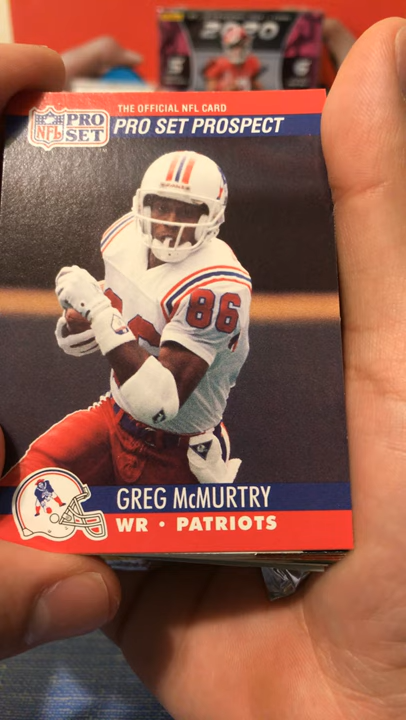 2020
THE OFFICIAL NFL CARD
NFL PRO SET
PRO SET PROSPECT
86
GREG McMURTRY
WR • PATRIOTS